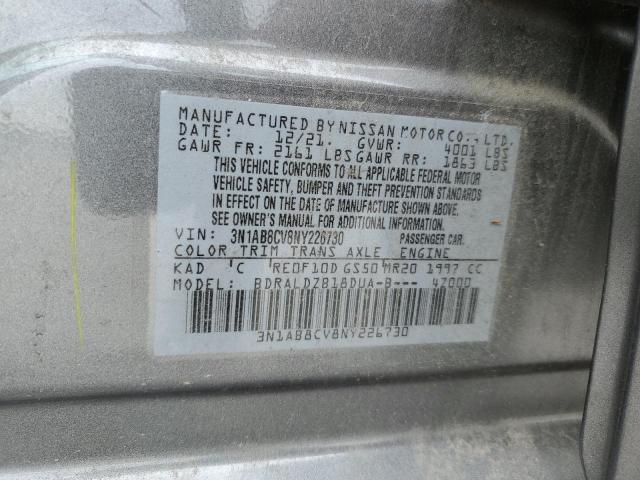 MANUFACTURED BY NISSAN MOTOR CO., LTD.
DATE: 12/21. GVWR: 4001 LBS
GAWR FR: 2161 LBS GAWR RR: 1863 LBS
THIS VEHICLE CONFORMS TO ALL APPLICABLE FEDERAL MOTOR
VEHICLE SAFETY, BUMPER AND THEFT PREVENTION STANDARDS
IN EFFECT ON THE DATE OF MANUFACTURE SHOWN ABOVE.
SEE OWNER'S MANUAL FOR ADDITIONAL INFORMATION.
VIN: 3N1AB8CV8NY226730 PASSENGER CAR.
COLOR TRIM TRANS AXLE ENGINE
KAD C RE0F10D GS50 MR20 1997 CC
MODEL: BDRALDZB18DUA-B--- 4Z000
3N1AB8CV8NY226730